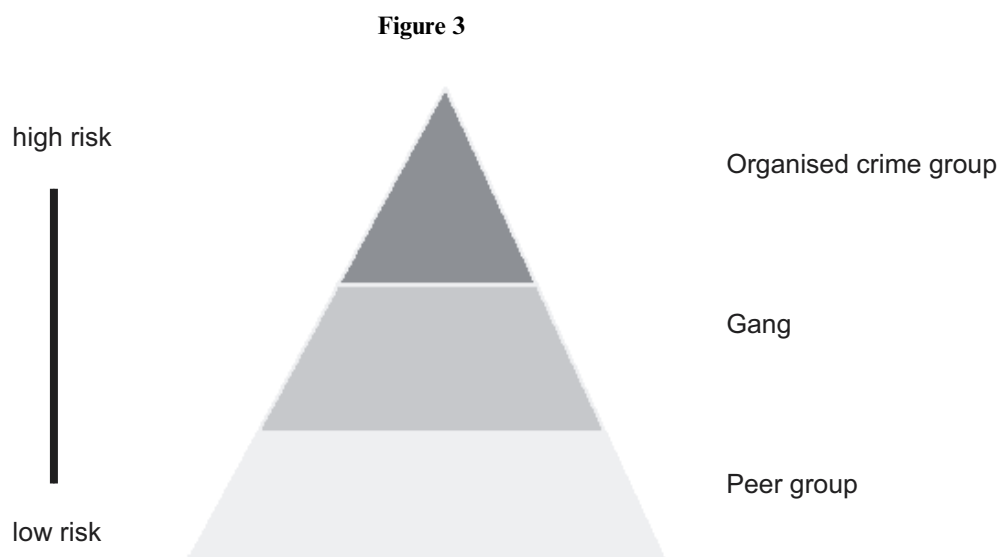 Figure 3
high risk
Organised crime group
Gang
Peer group
low risk